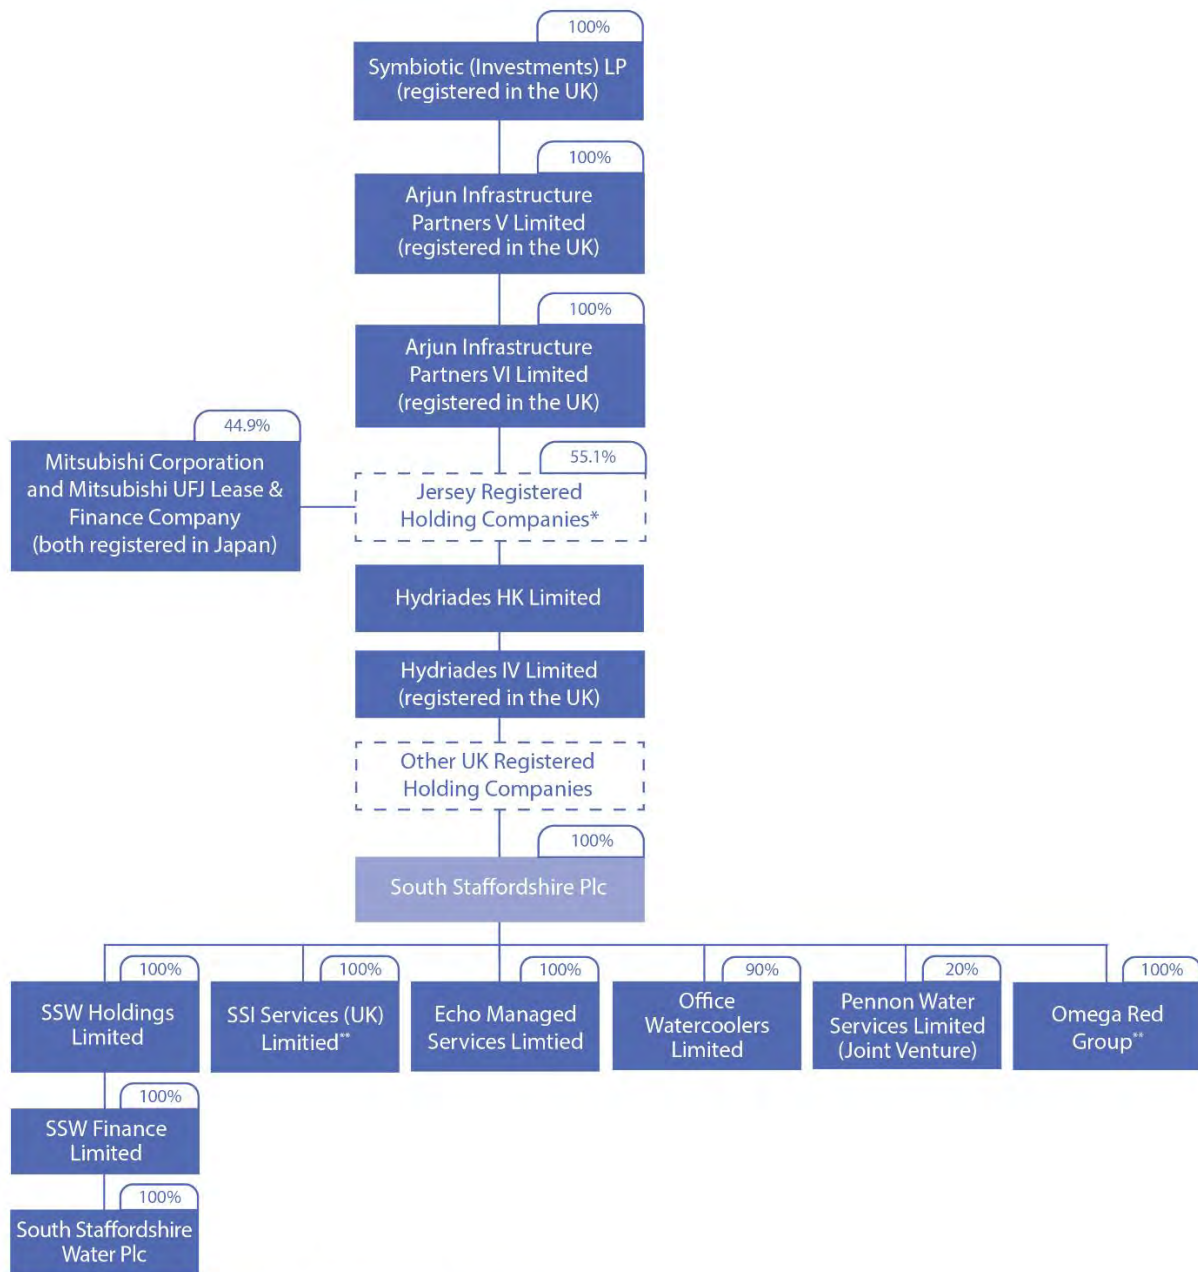 100%
Symbiotic (Investments) LP
(registered in the UK)
100%
Arjun Infrastructure
Partners V Limited
(registered in the UK)
100%
Arjun Infrastructure
Partners VI Limited
(registered in the UK)
44.9%
Mitsubishi Corporation
and Mitsubishi UFJ Lease &
Finance Company
(both registered in Japan)
55.1%
Jersey Registered
Holding Companies*
Hydriades HK Limited
Hydriades IV Limited
(registered in the UK)
Other UK Registered
Holding Companies
100%
South Staffordshire Plc
100%
SSW Holdings
Limited
100%
SSI Services (UK)
Limitied**
100%
Echo Managed
Services Limtied
90%
Office
Watercoolers
Limited
20%
Pennon Water
Services Limited
(Joint Venture)
100%
Omega Red
Group**
100%
SSW Finance
Limited
100%
South Staffordshire
Water Plc